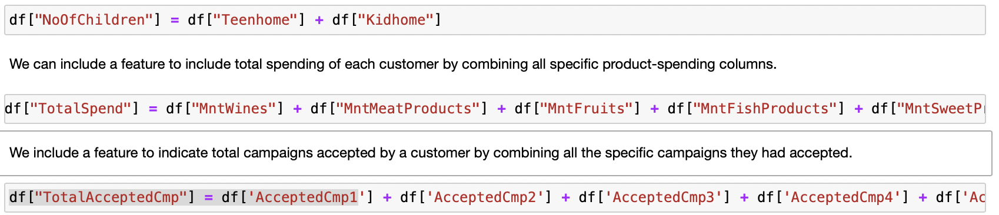 df["NoOfChildren"] = df["Teenhome"] + df["Kidhome"]
We can include a feature to include total spending of each customer by combining all specific product-spending columns.
df["TotalSpend"] = df["MntWines"] + df["MntMeatProducts"] + df["MntFruits"] + df["MntFishProducts"] + df["MntSweetP
We include a feature to indicate total campaigns accepted by a customer by combining all the specific campaigns they had accepted.
df["TotalAcceptedCmp"] = df['AcceptedCmp1'] + df['AcceptedCmp2'] + df['AcceptedCmp3'] + df['AcceptedCmp4'] + df['Ac